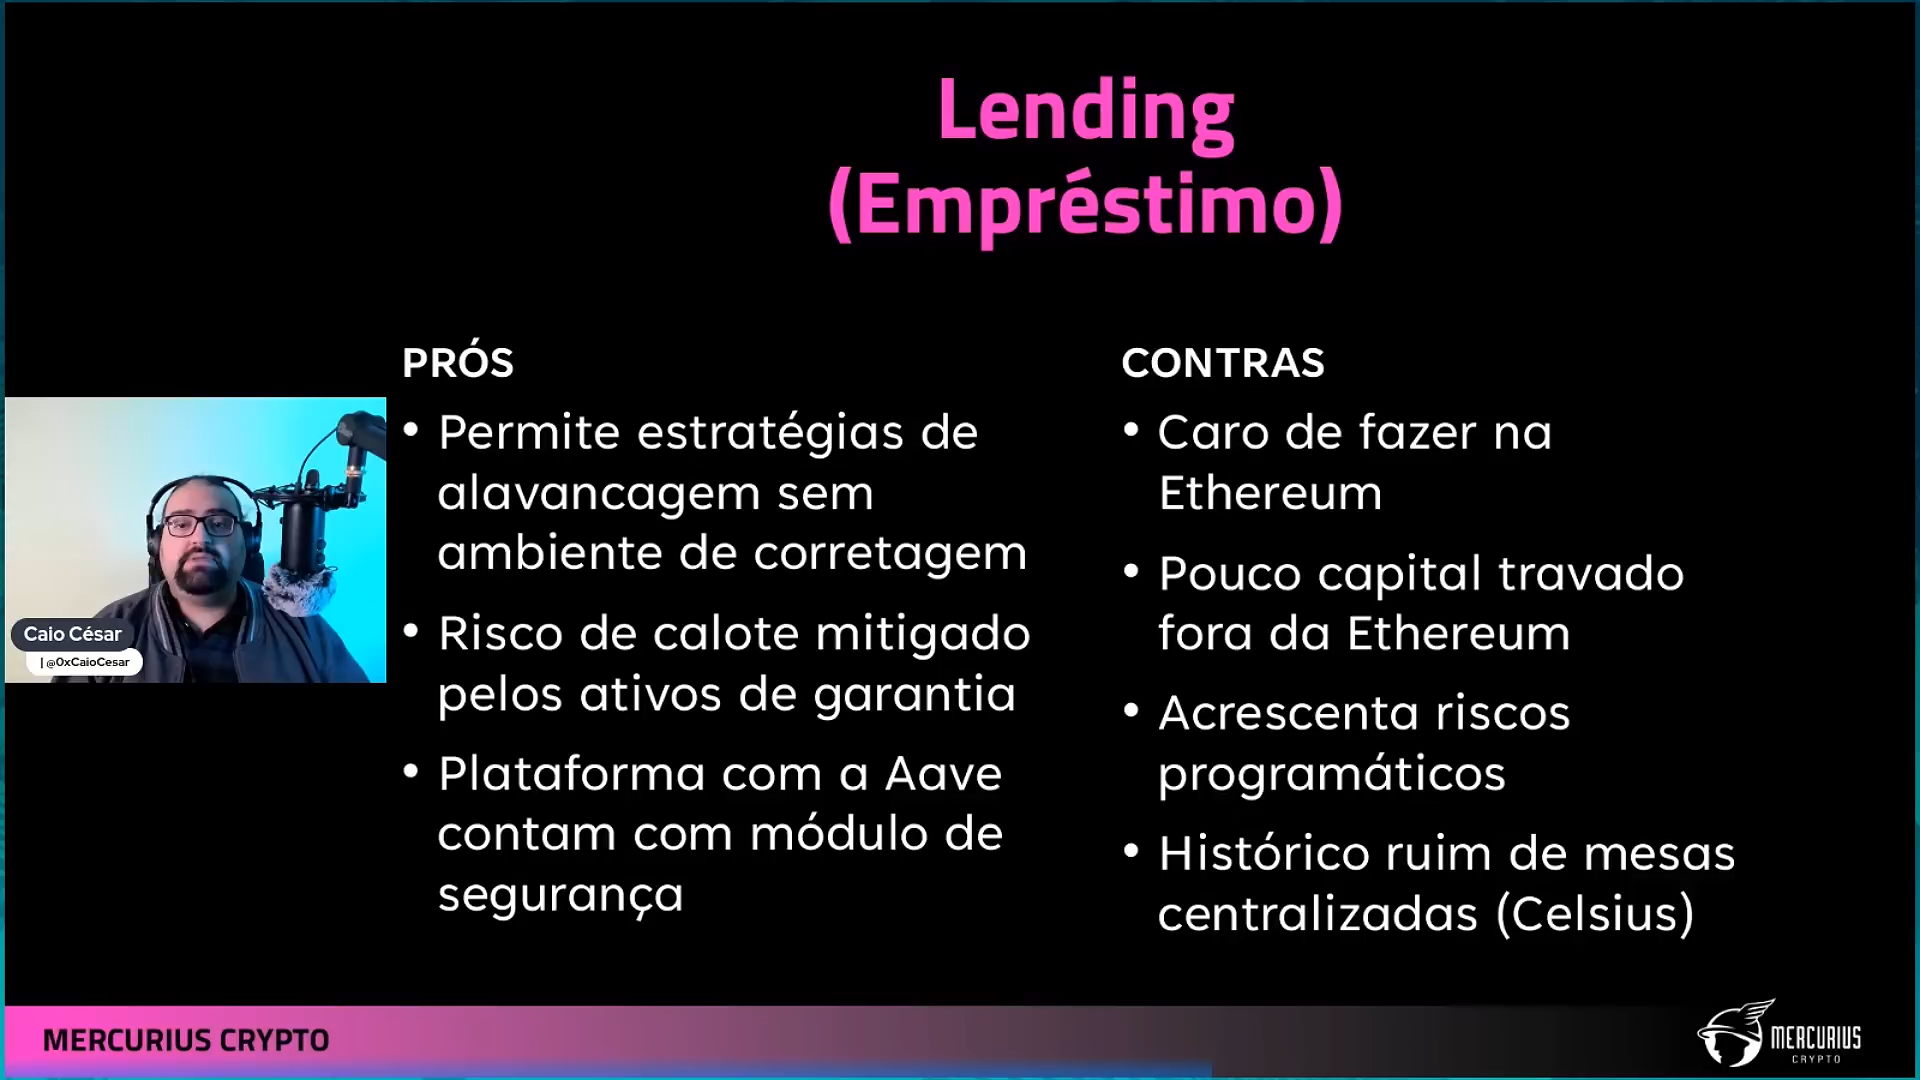 Lending
(Empréstimo)
PRÓS
• Permite estratégias de
alavancagem sem
ambiente de corretagem
• Risco de calote mitigado
pelos ativos de garantia
• Plataforma com a Aave
contam com módulo de
segurança
CONTRAS
• Caro de fazer na
Ethereum
• Pouco capital travado
fora da Ethereum
• Acrescenta riscos
programáticos
• Histórico ruim de mesas
centralizadas (Celsius)
Caio César
| @0xCaioCesar
MERCURIUS CRYPTO
MERCURIUS
CRYPTO